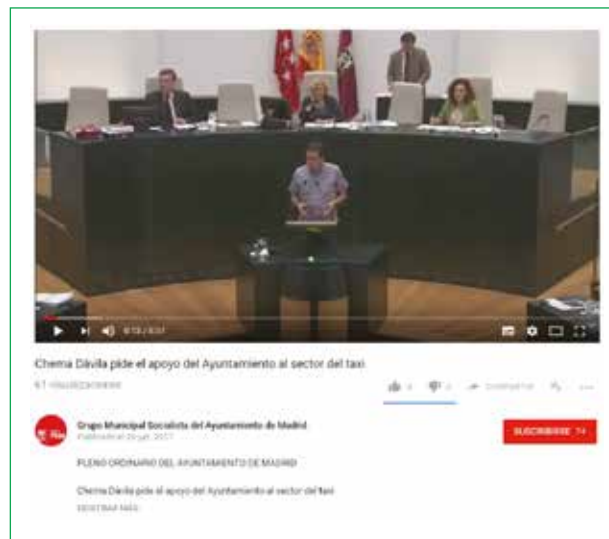 Chema Dávila pide el apoyo del Ayuntamiento al sector del taxi
61 visualizaciones
Grupo Municipal Socialista del Ayuntamiento de Madrid
SUSCRIBIRSE
PLENO ORDINARIO DEL AYUNTAMIENTO DE MADRID
Chema Dávila pide el apoyo del Ayuntamiento al sector del taxi
MOSTRAR MÁS